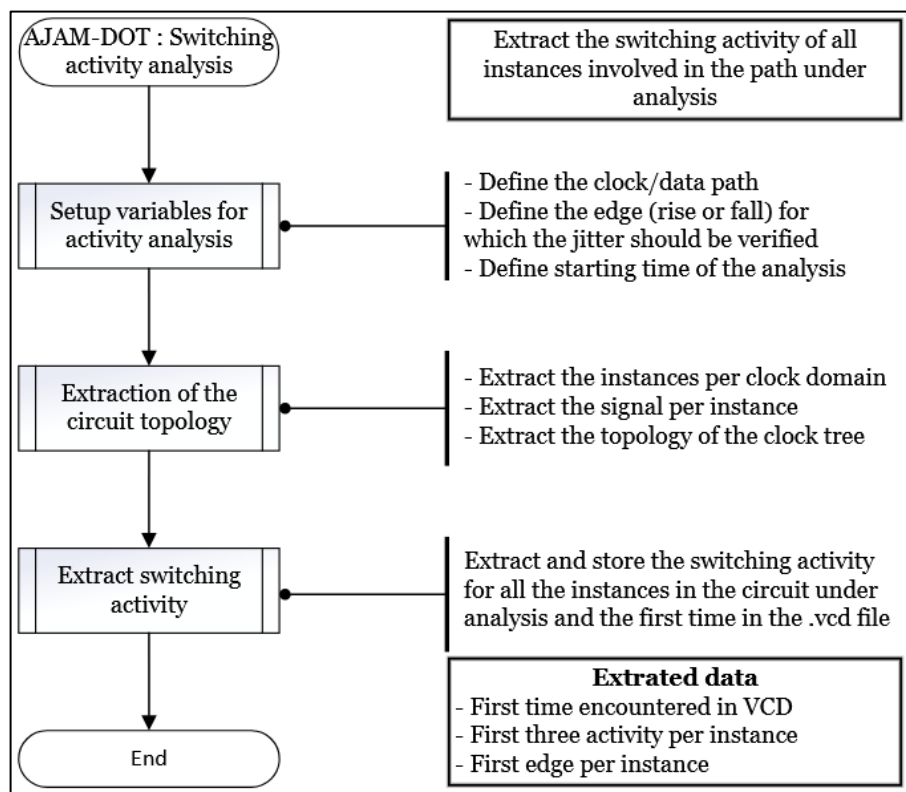 AJAM-DOT : Switching
activity analysis
Extract the switching activity of all
instances involved in the path under
analysis
Setup variables for
activity analysis
- Define the clock/data path
- Define the edge (rise or fall) for
which the jitter should be verified
- Define starting time of the analysis
Extraction of the
circuit topology
- Extract the instances per clock domain
- Extract the signal per instance
- Extract the topology of the clock tree
Extract switching
activity
Extract and store the switching activity
for all the instances in the circuit under
analysis and the first time in the .vcd file
Extrated data
- First time encountered in VCD
- First three activity per instance
- First edge per instance
End